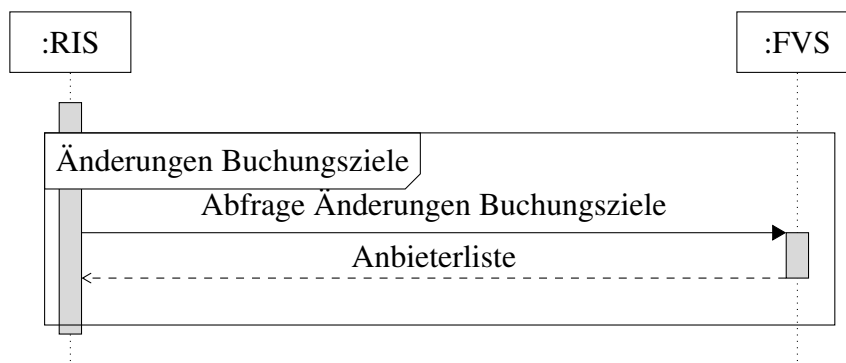 :RIS
:FVS
Änderungen Buchungsziele
Abfrage Änderungen Buchungsziele
Anbieterliste